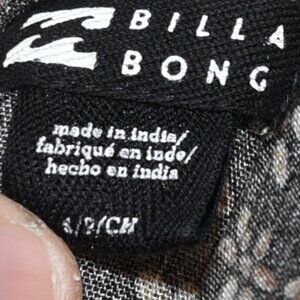 BILLA
BONG
made in india/
fabriqué en inde/
hecho en india
S/P/CH